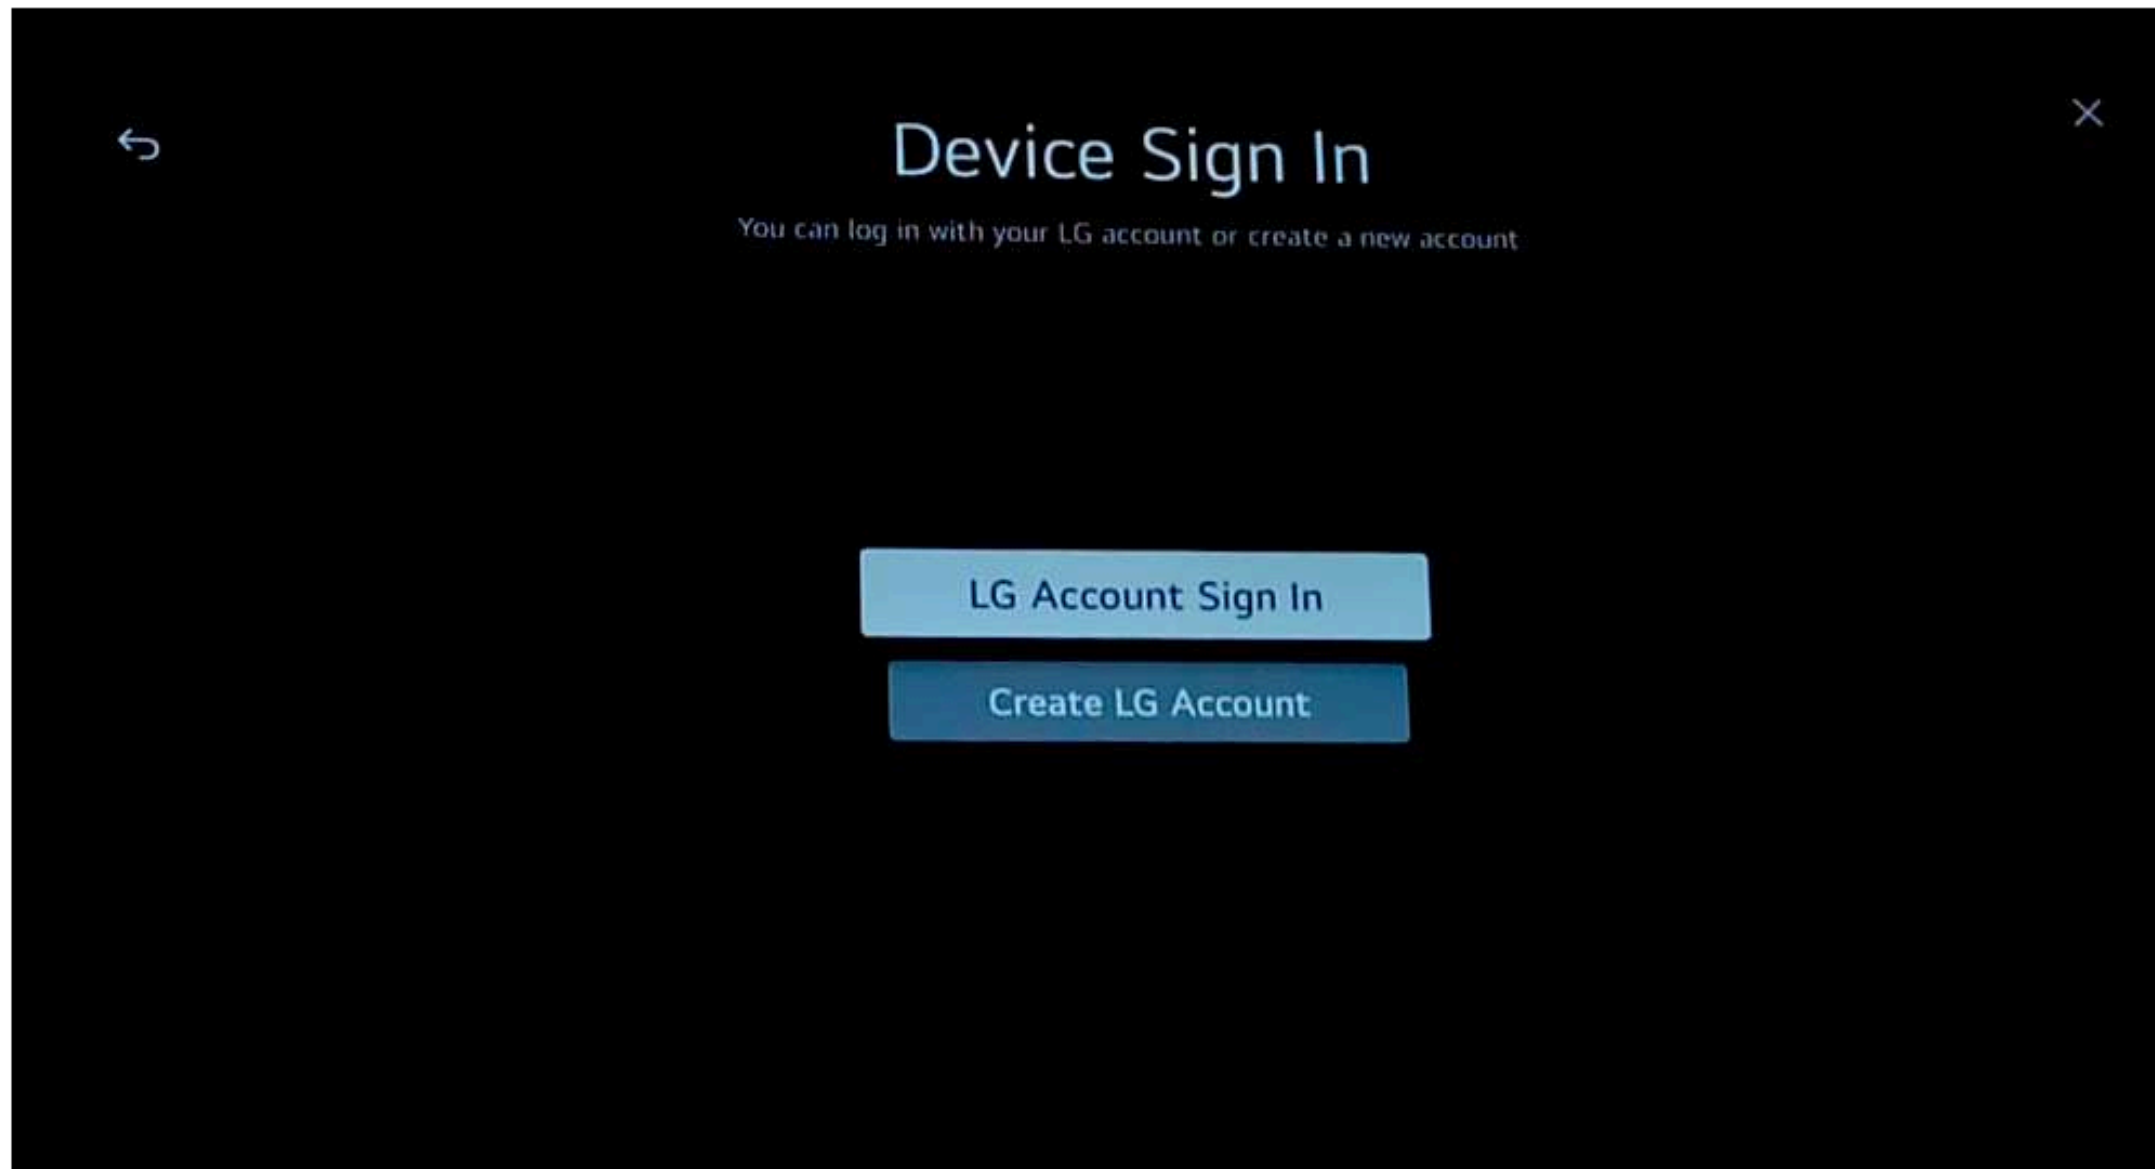 Device Sign In
You can log in with your LG account or create a new account
LG Account Sign In
Create LG Account